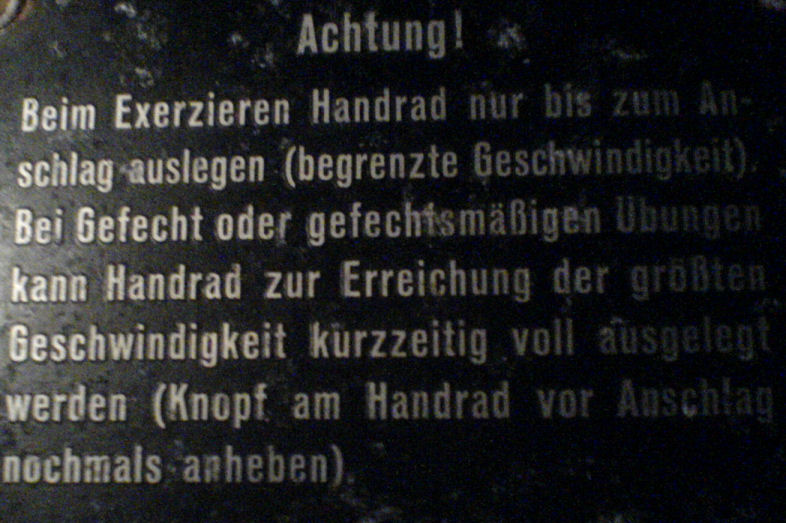 Achtung!
Beim Exerzieren Handrad nur bis zum An-
schlag auslegen (begrenzte Geschwindigkeit).
Bei Gefecht oder gefechtsmäßigen Übungen
kann Handrad zur Erreichung der größten
Geschwindigkeit kurzzeitig voll ausgelegt
werden (Knopf am Handrad vor Anschlag
nochmals anheben).